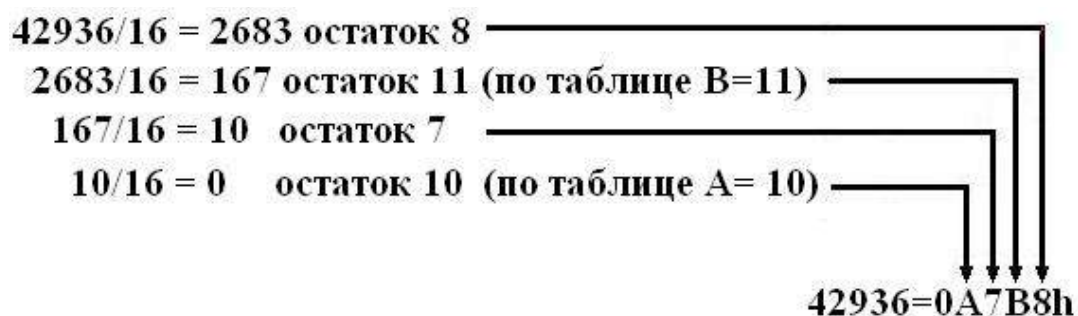 42936/16 = 2683 остаток 8
2683/16 = 167 остаток 11 (по таблице B=11)
167/16 = 10 остаток 7
10/16 = 0 остаток 10 (по таблице A= 10)
42936=0A7B8h